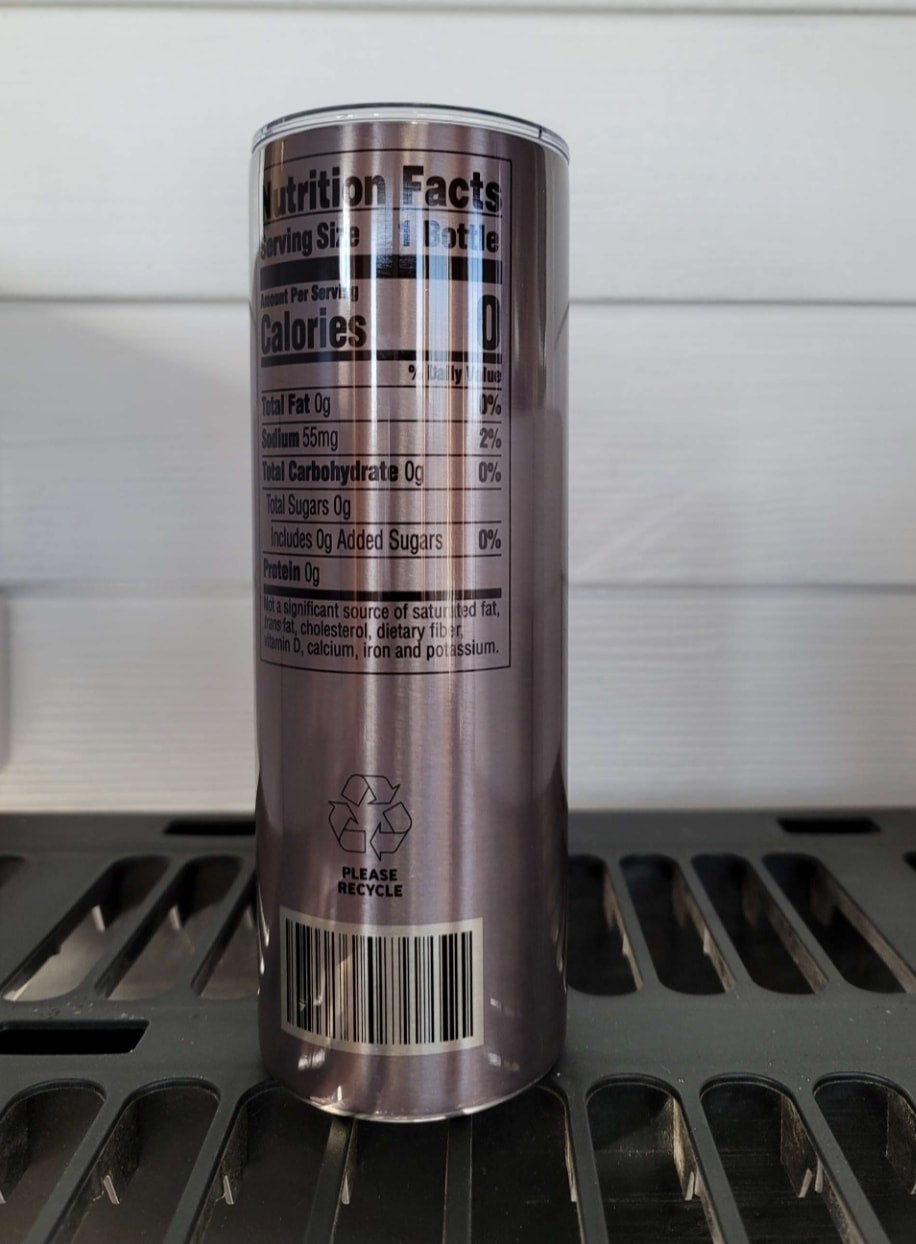 Nutrition Facts
Serving Size 1 Bottle
Amount Per Serving
Calories 0
% Daily Value
Total Fat 0g 0%
Sodium 55mg 2%
Total Carbohydrate 0g 0%
Total Sugars 0g
Includes 0g Added Sugars 0%
Protein 0g
Not a significant source of saturated fat,
trans fat, cholesterol, dietary fiber,
vitamin D, calcium, iron and potassium.
PLEASE
RECYCLE